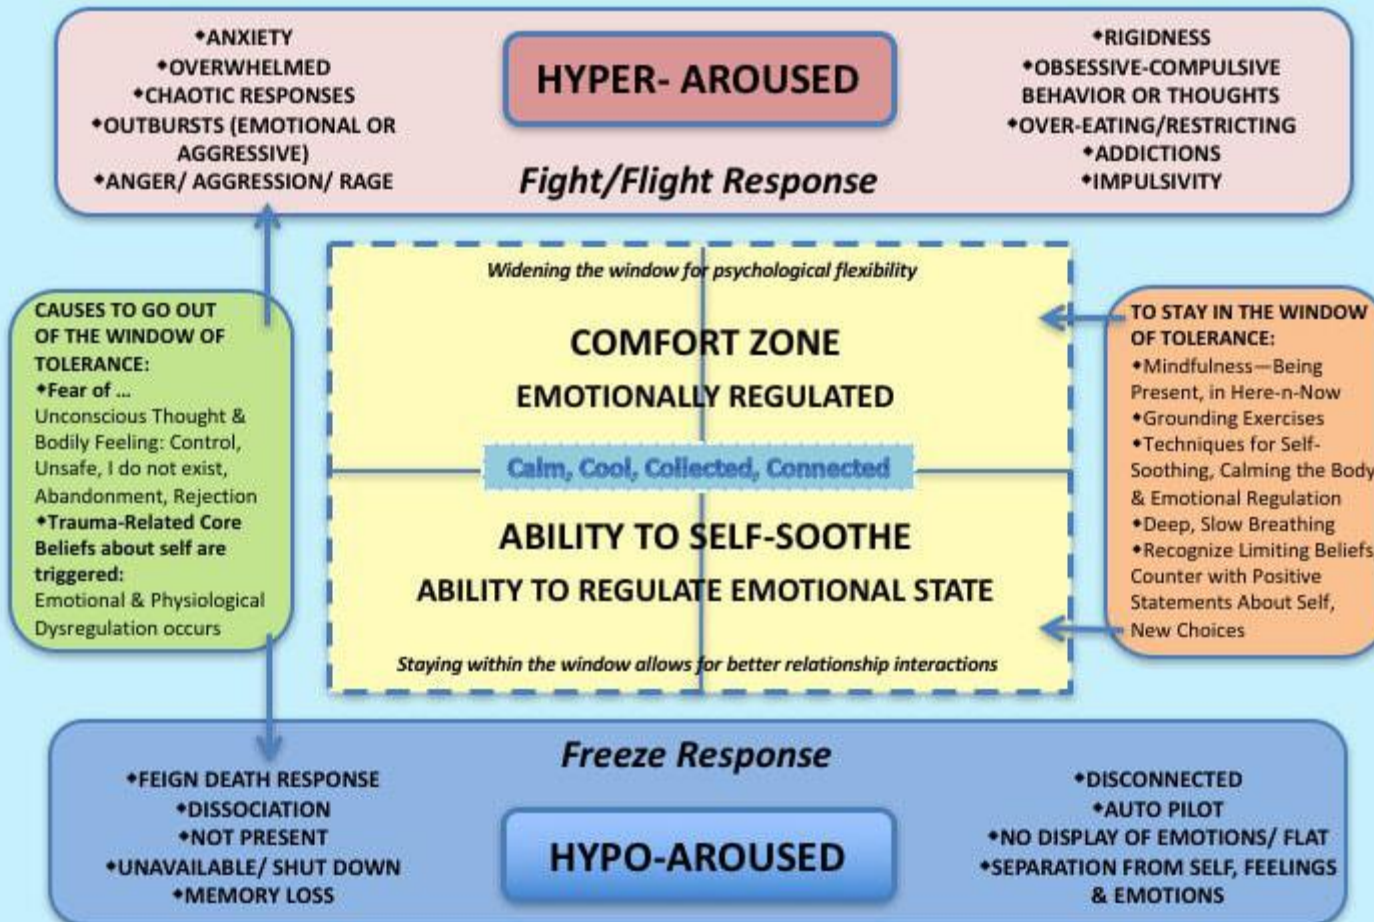 ◆ANXIETY
◆OVERWHELMED
◆CHAOTIC RESPONSES
◆OUTBURSTS (EMOTIONAL OR
AGGRESSIVE)
◆ANGER/ AGGRESSION/ RAGE
HYPER- AROUSED
Fight/Flight Response
◆RIGIDNESS
◆OBSESSIVE-COMPULSIVE
BEHAVIOR OR THOUGHTS
◆OVER-EATING/RESTRICTING
◆ADDICTIONS
◆IMPULSIVITY
CAUSES TO GO OUT
OF THE WINDOW OF
TOLERANCE:
◆Fear of ...
Unconscious Thought &
Bodily Feeling: Control,
Unsafe, I do not exist,
Abandonment, Rejection
◆Trauma-Related Core
Beliefs about self are
triggered:
Emotional & Physiological
Dysregulation occurs
Widening the window for psychological flexibility
COMFORT ZONE
EMOTIONALLY REGULATED
Calm, Cool, Collected, Connected
ABILITY TO SELF-SOOTHE
ABILITY TO REGULATE EMOTIONAL STATE
Staying within the window allows for better relationship interactions
TO STAY IN THE WINDOW
OF TOLERANCE:
◆Mindfulness—Being
Present, in Here-n-Now
◆Grounding Exercises
◆Techniques for Self-
Soothing, Calming the Body
& Emotional Regulation
◆Deep, Slow Breathing
◆Recognize Limiting Beliefs
Counter with Positive
Statements About Self,
New Choices
Freeze Response
HYPO-AROUSED
◆FEIGN DEATH RESPONSE
◆DISSOCIATION
◆NOT PRESENT
◆UNAVAILABLE/ SHUT DOWN
◆MEMORY LOSS
◆DISCONNECTED
◆AUTO PILOT
◆NO DISPLAY OF EMOTIONS/ FLAT
◆SEPARATION FROM SELF, FEELINGS
& EMOTIONS